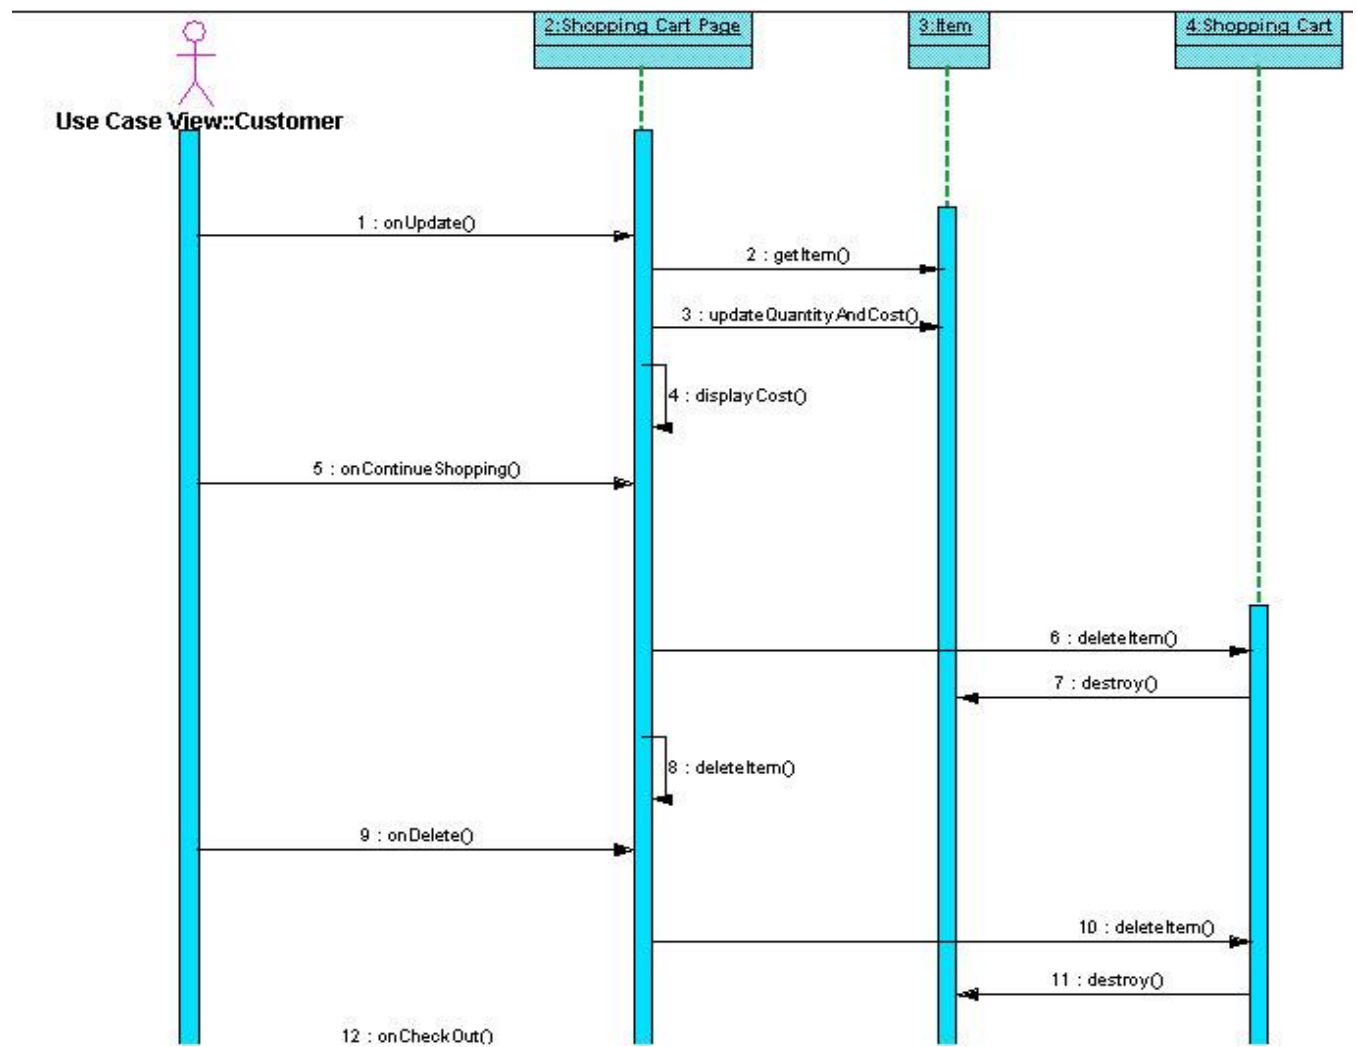 2:Shopping Cart Page
3:Item
4:Shopping Cart
Use Case View::Customer
1 : onUpdate()
2 : getItem()
3 : updateQuantityAndCost()
4 : displayCost()
5 : onContinueShopping()
6 : deleteItem()
7 : destroy()
8 : deleteItem()
9 : onDelete()
10 : deleteItem()
11 : destroy()
12 : onCheckOut()